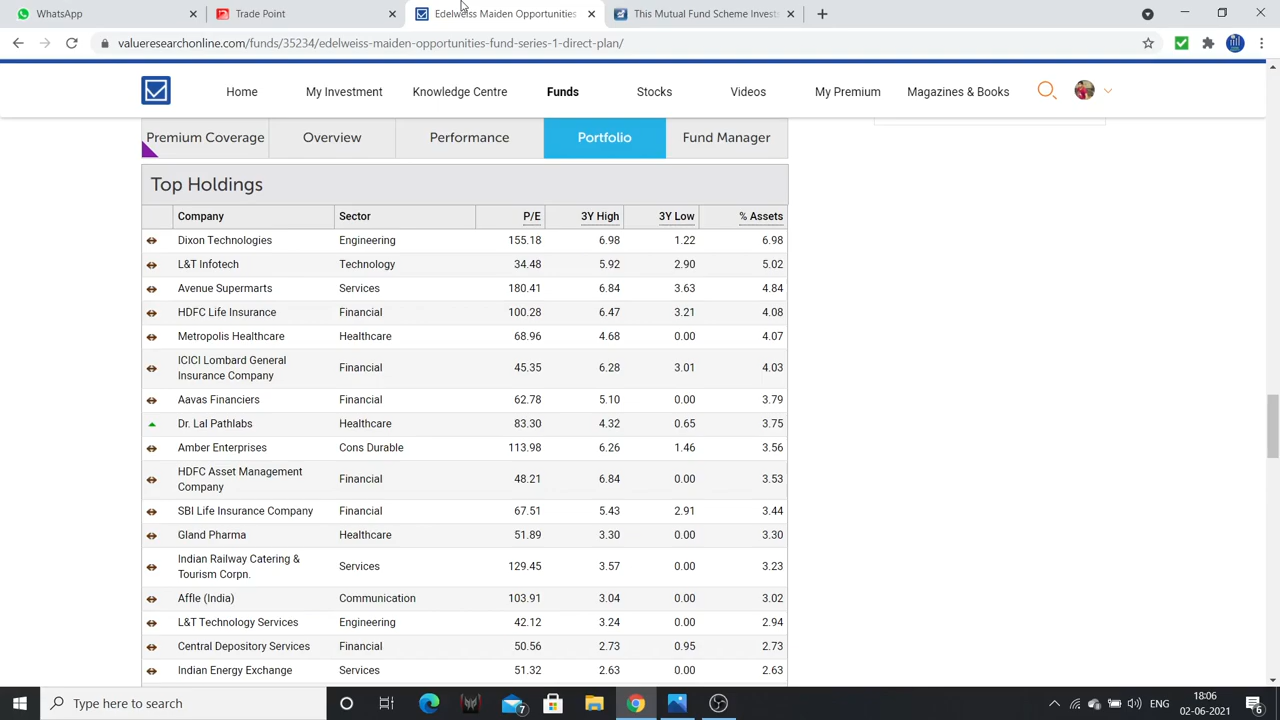 WhatsApp
Trade Point
Edelweiss Maiden Opportunities
This Mutual Fund Scheme Invest
valueresearchonline.com/funds/35234/edelweiss-maiden-opportunities-fund-series-1-direct-plan/
Home My Investment Knowledge Centre Funds Stocks Videos My Premium Magazines & Books
Premium Coverage Overview Performance Portfolio Fund Manager
Top Holdings
Company Sector P/E 3Y High 3Y Low % Assets
Dixon Technologies Engineering 155.18 6.98 1.22 6.98
L&T Infotech Technology 34.48 5.92 2.90 5.02
Avenue Supermarts Services 180.41 6.84 3.63 4.84
HDFC Life Insurance Financial 100.28 6.47 3.21 4.08
Metropolis Healthcare Healthcare 68.96 4.68 0.00 4.07
ICICI Lombard General
Insurance Company Financial 45.35 6.28 3.01 4.03
Aavas Financiers Financial 62.78 5.10 0.00 3.79
Dr. Lal Pathlabs Healthcare 83.30 4.32 0.65 3.75
Amber Enterprises Cons Durable 113.98 6.26 1.46 3.56
HDFC Asset Management
Company Financial 48.21 6.84 0.00 3.53
SBI Life Insurance Company Financial 67.51 5.43 2.91 3.44
Gland Pharma Healthcare 51.89 3.30 0.00 3.30
Indian Railway Catering &
Tourism Corpn. Services 129.45 3.57 0.00 3.23
Affle (India) Communication 103.91 3.04 0.00 3.02
L&T Technology Services Engineering 42.12 3.24 0.00 2.94
Central Depository Services Financial 50.56 2.73 0.95 2.73
Indian Energy Exchange Services 51.32 2.63 0.00 2.63
Type here to search
7
ENG
18:06
02-06-2021
6